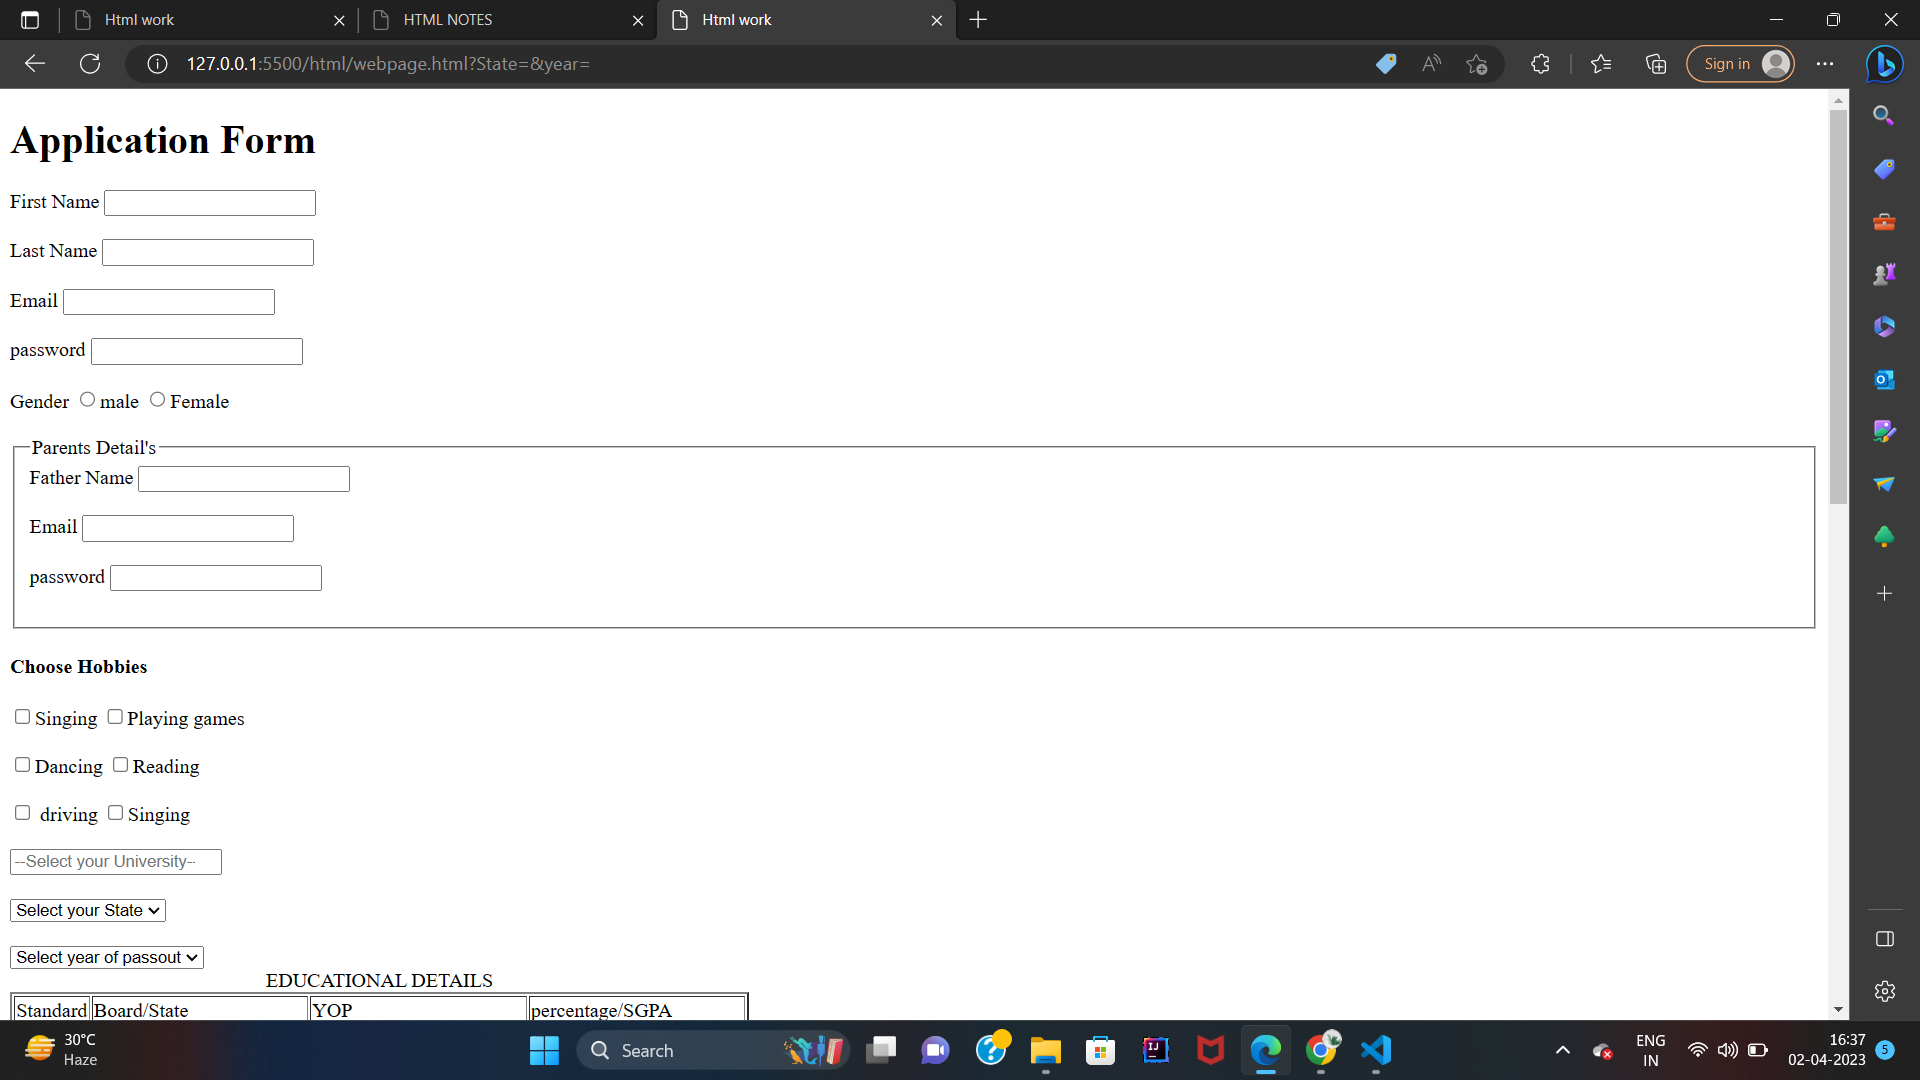 Html work
HTML NOTES
Html work
127.0.0.1:5500/html/webpage.html?State=&year=
Sign in
Application Form
First Name
Last Name
Email
password
Gender male Female
Parents Detail's
Father Name
Email
password
Choose Hobbies
Singing Playing games
Dancing Reading
driving Singing
--Select your University--
Select your State
Select year of passout
EDUCATIONAL DETAILS
Standard Board/State YOP percentage/SGPA
30°C
Haze
Search
ENG
IN
16:37
02-04-2023
5